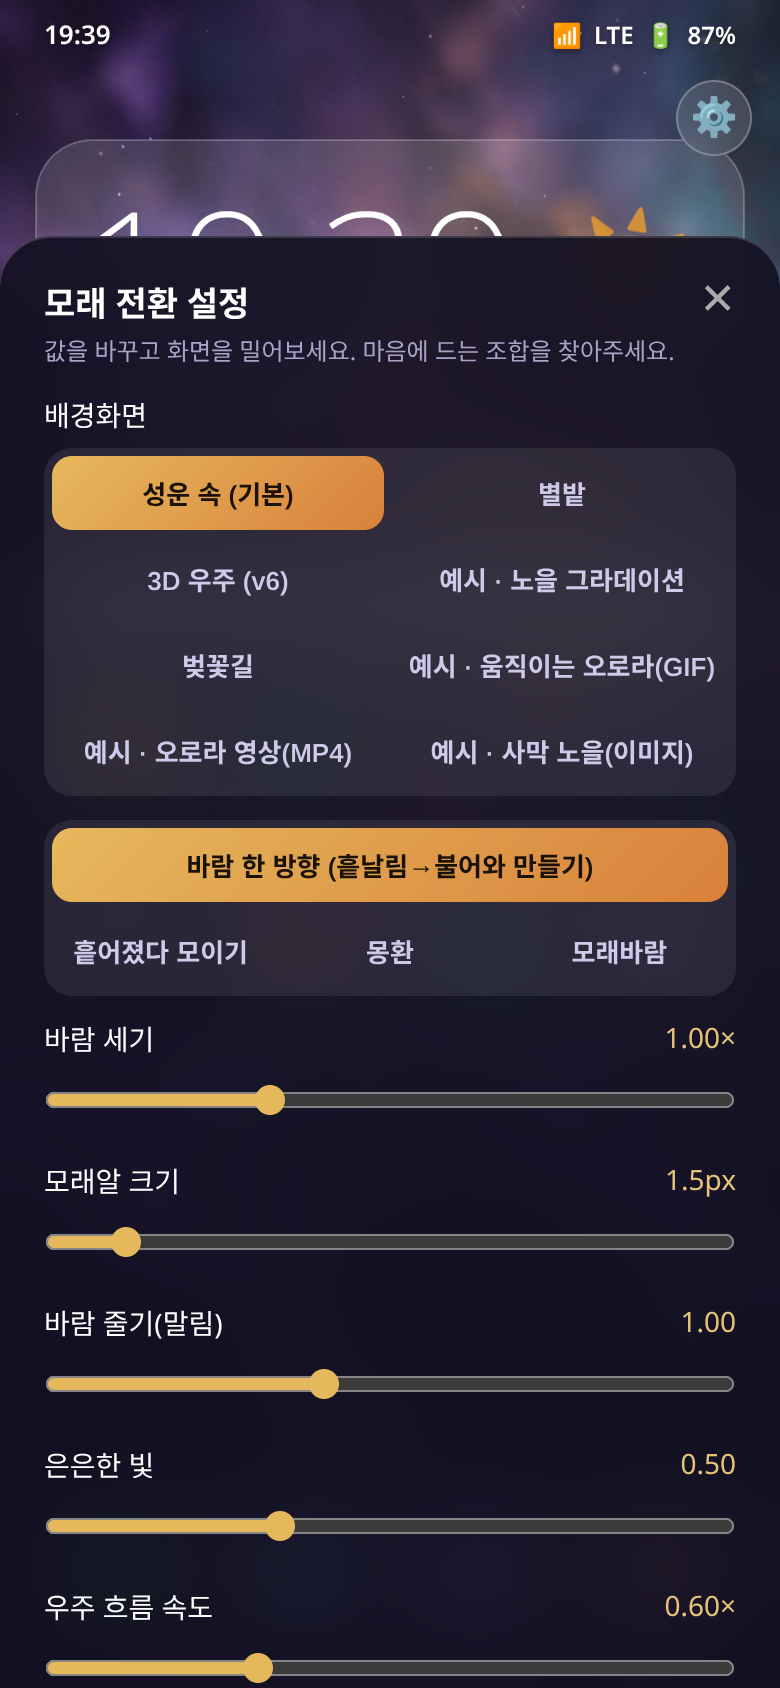 19:39 LTE 87%
모래 전환 설정
값을 바꾸고 화면을 밀어보세요. 마음에 드는 조합을 찾아주세요.
배경화면
성운 속 (기본) 별밭
3D 우주 (v6) 예시 · 노을 그라데이션
벚꽃길 예시 · 움직이는 오로라(GIF)
예시 · 오로라 영상(MP4) 예시 · 사막 노을(이미지)
바람 한 방향 (흩날림→불어와 만들기)
흩어졌다 모이기 몽환 모래바람
바람 세기 1.00×
모래알 크기 1.5px
바람 줄기(말림) 1.00
은은한 빛 0.50
우주 흐름 속도 0.60×